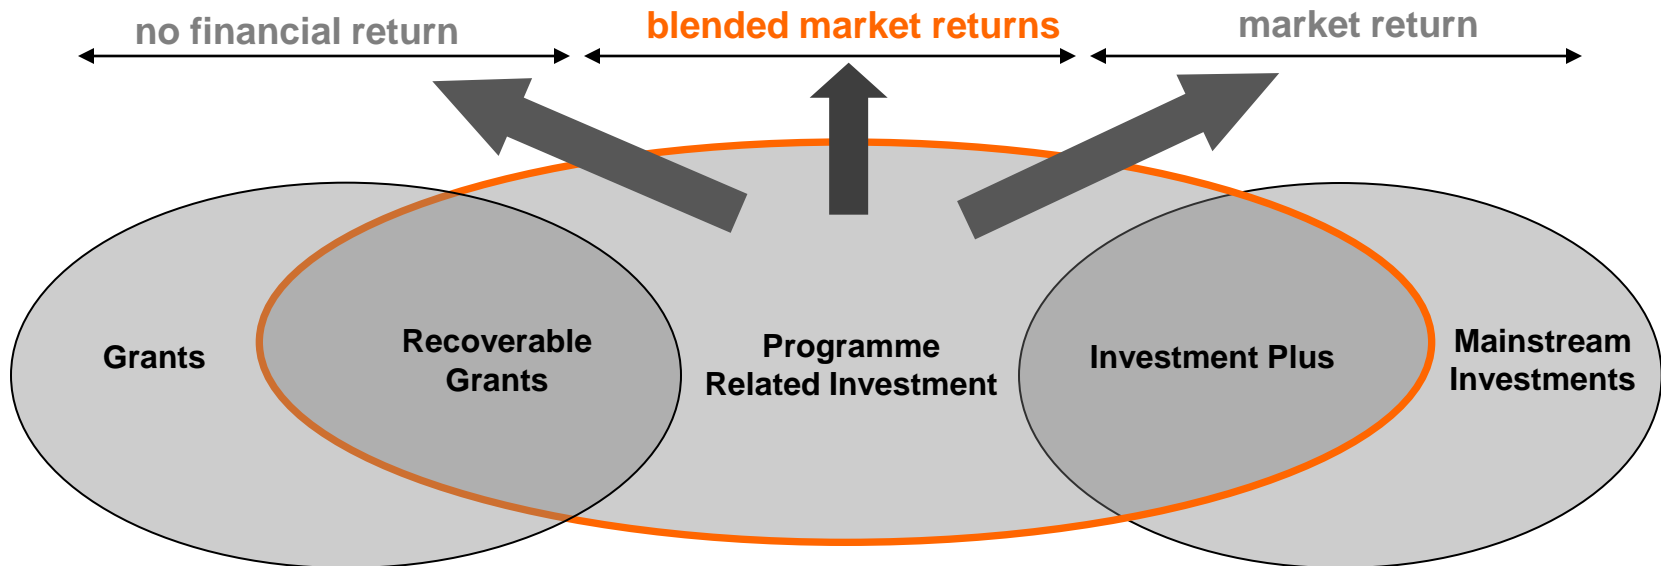 no financial return
blended market returns
market return
Grants
Recoverable
Grants
Programme
Related Investment
Investment Plus
Mainstream
Investments